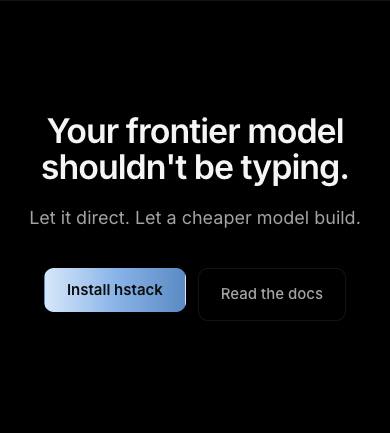 Your frontier model
shouldn't be typing.
Let it direct. Let a cheaper model build.
Install hstack
Read the docs